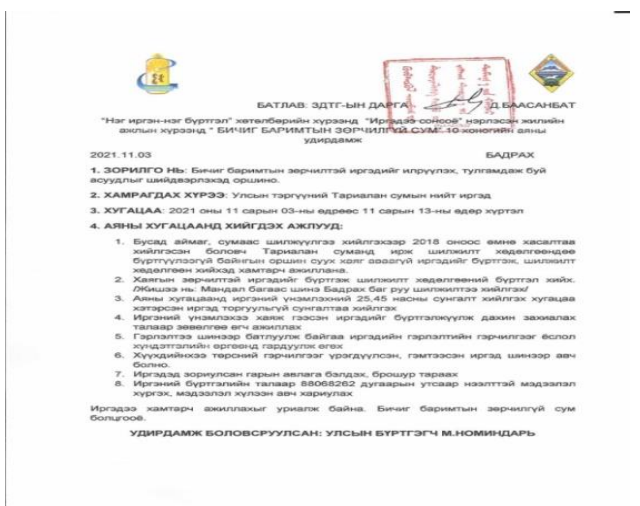 БАТЛАВ: ЗДТГ-ЫН ДАРГА Д.БААСАНБАТ
"Нэг иргэн-нэг бүртгэл" хөтөлбөрийн хүрээнд "Иргэдээ сонсоё" нэрлэсэн жилийн
ажлын хүрээнд " БИЧИГ БАРИМТЫН ЗӨРЧИЛГҮЙ СУМ" 10 хоногийн аяны
удирдамж
2021.11.03 БАДРАХ
1. ЗОРИЛГО НЬ: Бичиг баримтын зөрчилтэй иргэдийг илрүүлэх, тулгамдаж буй
асуудлыг шийдвэрлэхэд оршино.
2. ХАМРАГДАХ ХҮРЭЭ: Улсын тэргүүний Тариалан сумын нийт иргэд
3. ХУГАЦАА: 2021 оны 11 сарын 03-ны өдрөөс 11 сарын 13-ны өдөр хүртэл
4. АЯНЫ ХУГАЦААНД ХИЙГДЭХ АЖЛУУД:
1. Бусад аймаг, сумаас шилжүүлгээ хийлгэхээр 2018 оноос өмнө хасалтаа
хийлгэсэн боловч Тариалан суманд ирж шилжилт хөдөлгөөндөө
бүртгүүлээгүй байнгын оршин суух хаяг аваагүй иргэдийг бүртгэж, шилжилт
хөдөлгөөн хийхэд хамтарч ажиллана.
2. Хаягын зөрчилтэй иргэдийг бүртгэж шилжилт хөдөлгөөний бүртгэл хийх.
/Жишээ нь: Мандал багаас шинэ Бадрах баг руу шилжилтээ хийлгэх/
3. Аяны хугацаанд иргэний үнэмлэхний 25,45 насны сунгалт хийлгэх хугацаа
хэтэрсэн иргэд торгуульгүй сунгалтаа хийлгэх
4. Иргэний үнэмлэхээ хаяж гээсэн иргэдийг бүртгэлжүүлж дахин захиалах
талаар зөвөлгөө өгч ажиллах
5. Гэрлэлтээ шинээр батлуулж байгаа иргэдийн гэрлэлтийн гэрчилгээг ёслол
хүндэтгэлийн өргөөнд гардуулж өгөх
6. Хүүхдийнхээ төрсний гэрчилгээг үрэгдүүлсэн, гэмтээсэн иргэд шинээр авч
болно.
7. Иргэдэд зориулсан гарын авлага бэлдэх, брошур тараах
8. Иргэний бүртгэлийн талаар 88068262 дугаарын утсаар нээлттэй мэдээлэл
хүргэх, мэдээлэл хүлээн авч хариулах
Иргэдээ хамтарч ажиллахыг уриалж байна. Бичиг баримтын зөрчилгүй сум
болцгооё.
УДИРДАМЖ БОЛОВСРУУЛСАН: УЛСЫН БҮРТГЭГЧ М.НОМИНДАРЬ